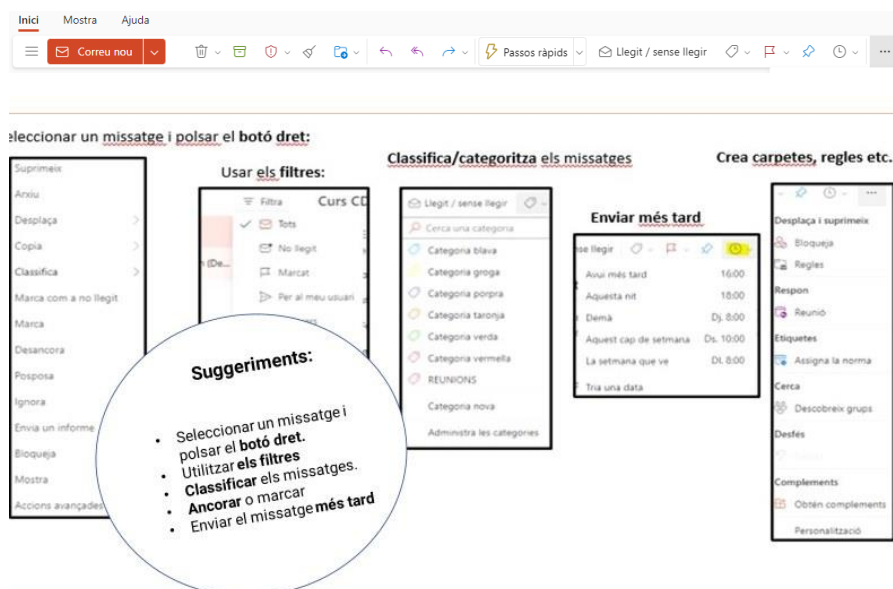 Inici Mostra Ajuda
Correu nou
Passos ràpids
Llegit / sense llegir
eleccionar un missatge i polsar el botó dret:
Suprimeix
Arxiu
Desplaça
Copia
Classifica
Marca com a no llegit
Marca
Desancora
Posposa
Ignora
Envia un informe
Bloqueja
Mostra
Accions avançades
Usar els filtres:
Filtra Curs CD
Tots
No llegit
(De...
Marcat
Per al meu usuari
Classifica/categoritza els missatges
Llegit / sense llegir
Cerca una categoria
Categoria blava
Categoria groga
Categoria porpra
Categoria taronja
Categoria verda
Categoria vermella
REUNIONS
Categoria nova
Administra les categories
Enviar més tard
se llegir
Avui més tard 16:00
Aquesta nit 18:00
Demà Dj. 8:00
Aquest cap de setmana Ds. 10:00
La setmana que ve Dl. 8:00
Tria una data
Crea carpetes, regles etc.
Desplaça i suprimeix
Bloqueja
Regles
Respon
Reunió
Etiquetes
Assigna la norma
Cerca
Descobreix grups
Desfés
Complements
Obtén complements
Personalització
Suggeriments:
• Seleccionar un missatge i
polsar el botó dret.
• Utilitzar els filtres
• Classificar els missatges.
• Ancorar o marcar
• Enviar el missatge més tard